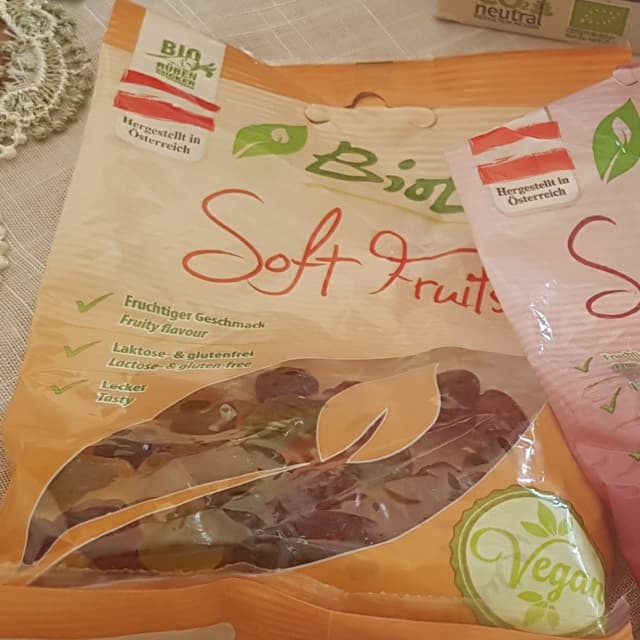 neutral
BIO
RÜBEN
ZUCKER
Hergestellt in
Österreich
Soft Fruits
Fruchtiger Geschmack
Fruity flavour
Laktose- & glutenfrei
Lactose- & gluten-free
Lecker
Tasty
Vegan
Hergestellt in
Österreich
S